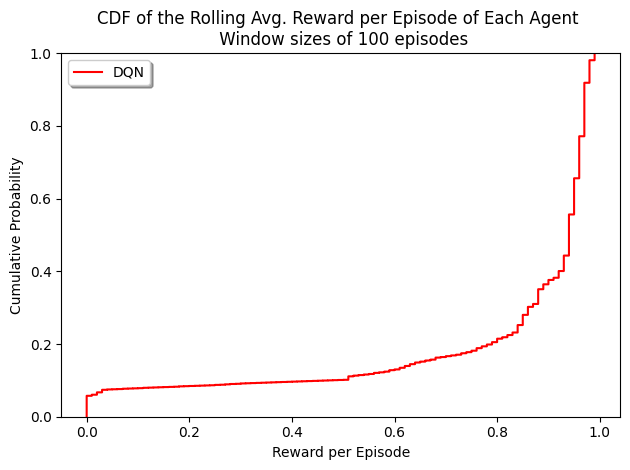 CDF of the Rolling Avg. Reward per Episode of Each Agent
Window sizes of 100 episodes
DQN
1.0
0.8
0.6
0.4
0.2
0.0
Cumulative Probability
0.0 0.2 0.4 0.6 0.8 1.0
Reward per Episode